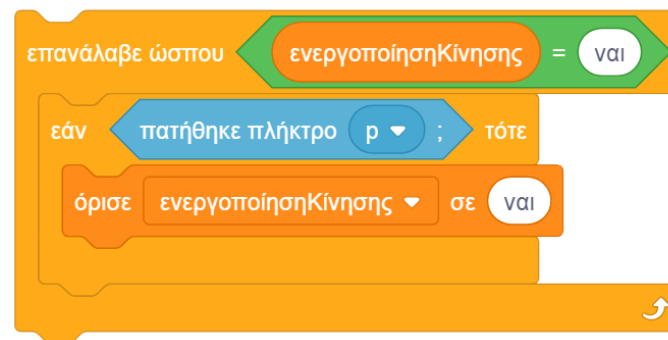 επανάλαβε ώσπου ενεργοποίησηΚίνησης = ναι
εάν πατήθηκε πλήκτρο p ; τότε
όρισε ενεργοποίησηΚίνησης σε ναι